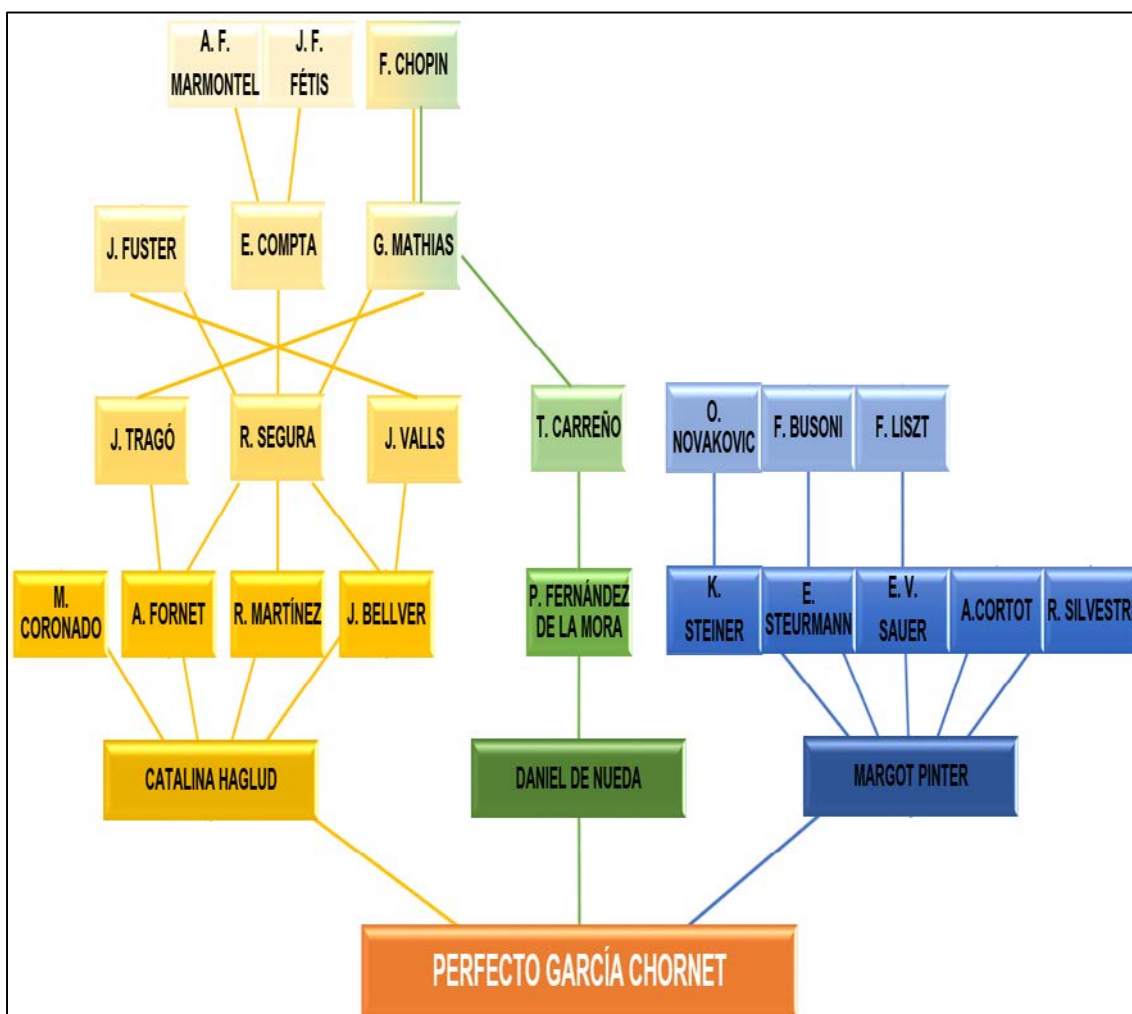 A. F.
MARMONTEL
J. F.
FÉTIS
F. CHOPIN
J. FUSTER
E. COMPTA
G. MATHIAS
J. TRAGÓ
R. SEGURA
J. VALLS
T. CARREÑO
O.
NOVAKOVIC
F. BUSONI
F. LISZT
M.
CORONADO
A. FORNET
R. MARTÍNEZ
J. BELLVER
P. FERNÁNDEZ
DE LA MORA
K.
STEINER
E.
STEURMANN
E. V.
SAUER
A.CORTOT
R. SILVESTR
CATALINA HAGLUD
DANIEL DE NUEDA
MARGOT PINTER
PERFECTO GARCÍA CHORNET